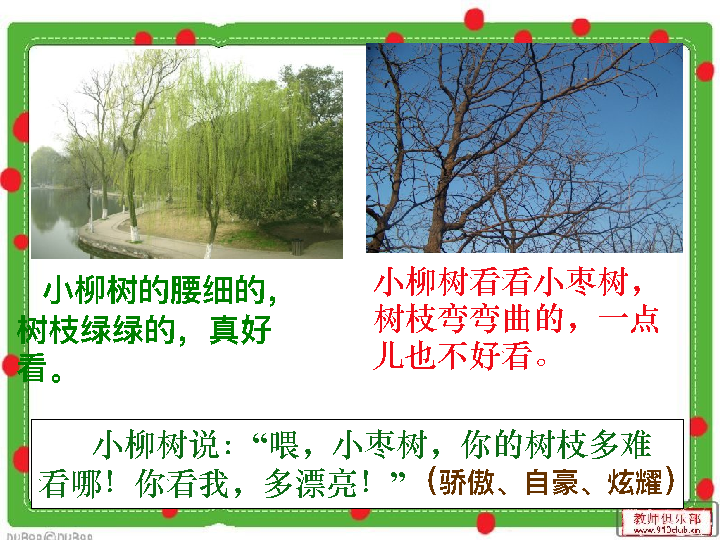 小柳树的腰细的，
树枝绿绿的，真好
看。
小柳树看看小枣树，
树枝弯弯曲的，一点
儿也不好看。
小柳树说：“喂，小枣树，你的树枝多难
看哪！你看我，多漂亮！”（骄傲、自豪、炫耀）
教师俱乐部
www.910club.cn